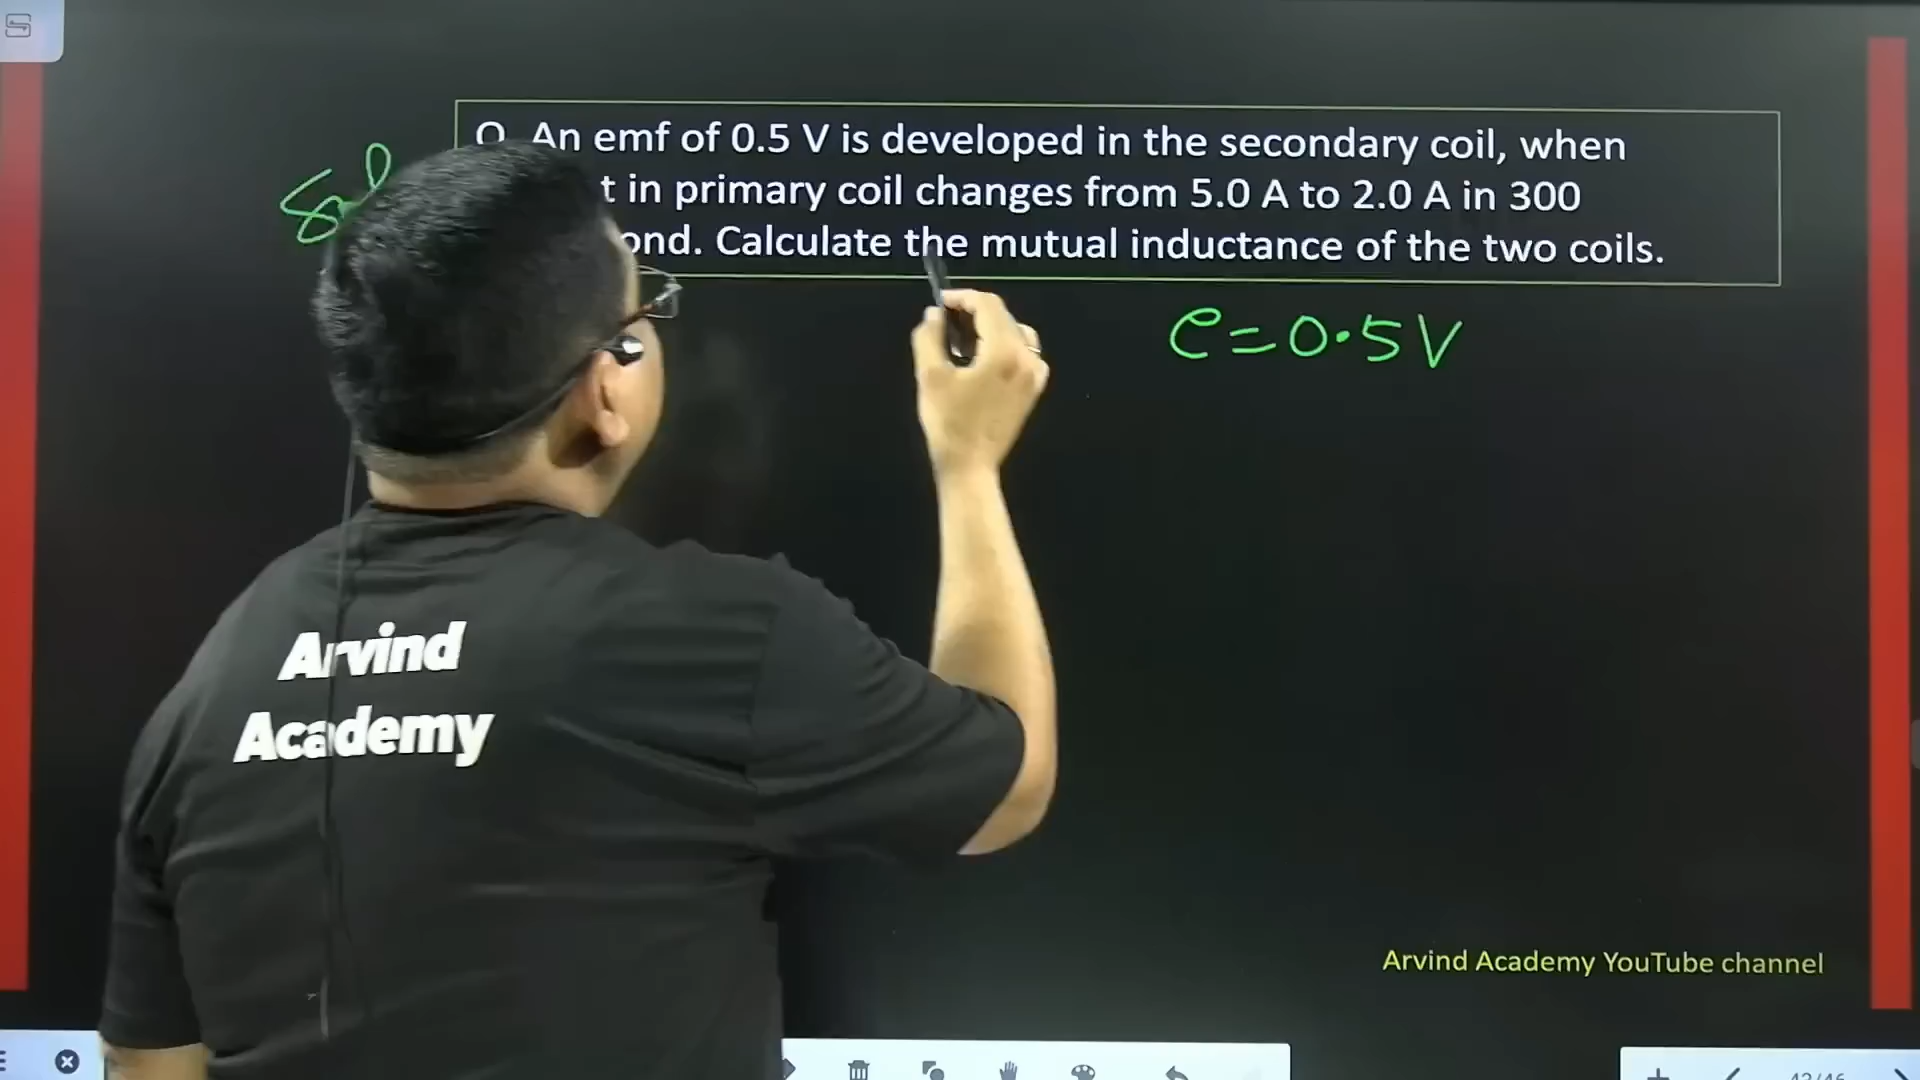 Q. An emf of 0.5 V is developed in the secondary coil, when
t in primary coil changes from 5.0 A to 2.0 A in 300
ond. Calculate the mutual inductance of the two coils.
Sol
e = 0.5 V
Arvind
Academy
Arvind Academy YouTube channel